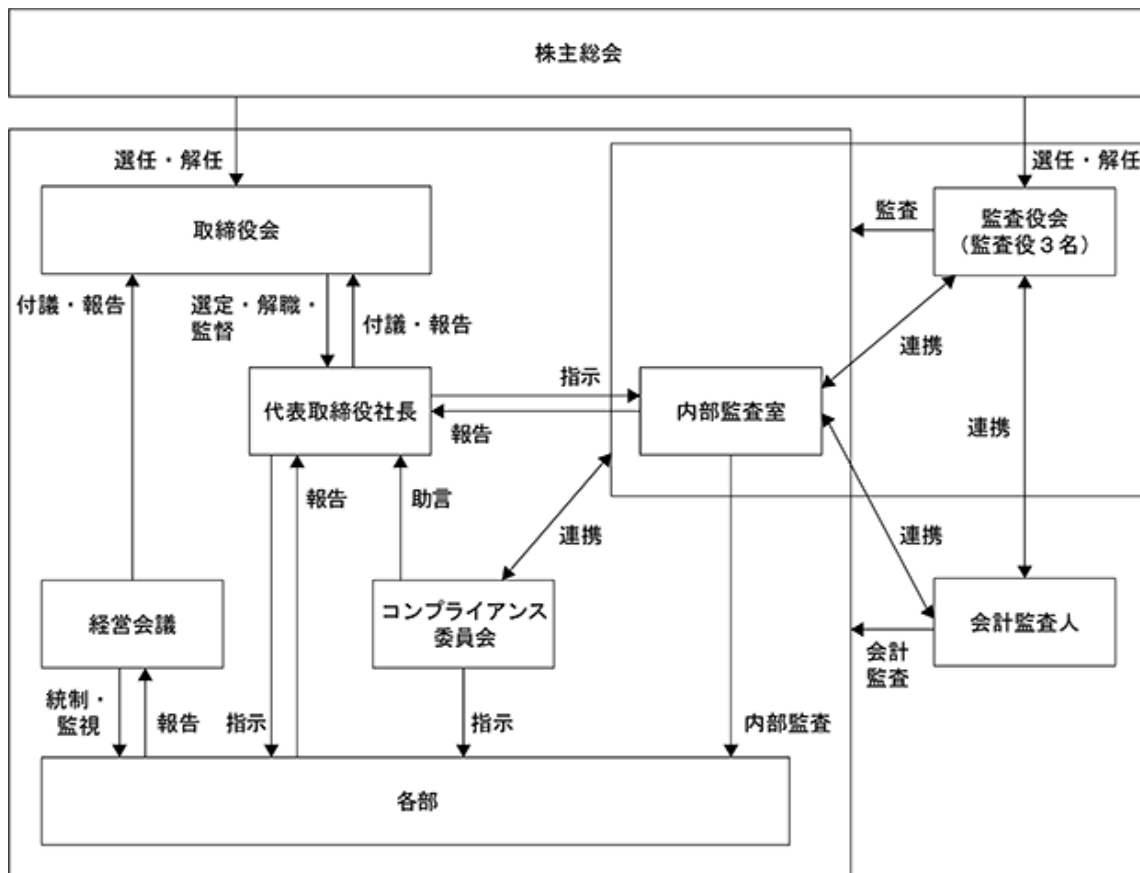 株主総会
選任・解任
選任・解任
取締役会
監査
監査役会
（監査役３名）
付議・報告
選定・解職・
監督
付議・報告
連携
指示
代表取締役社長
内部監査室
報告
連携
報告
助言
連携
連携
経営会議
コンプライアンス
委員会
会計監査人
会計
監査
統制・
監視
報告
指示
指示
内部監査
各部